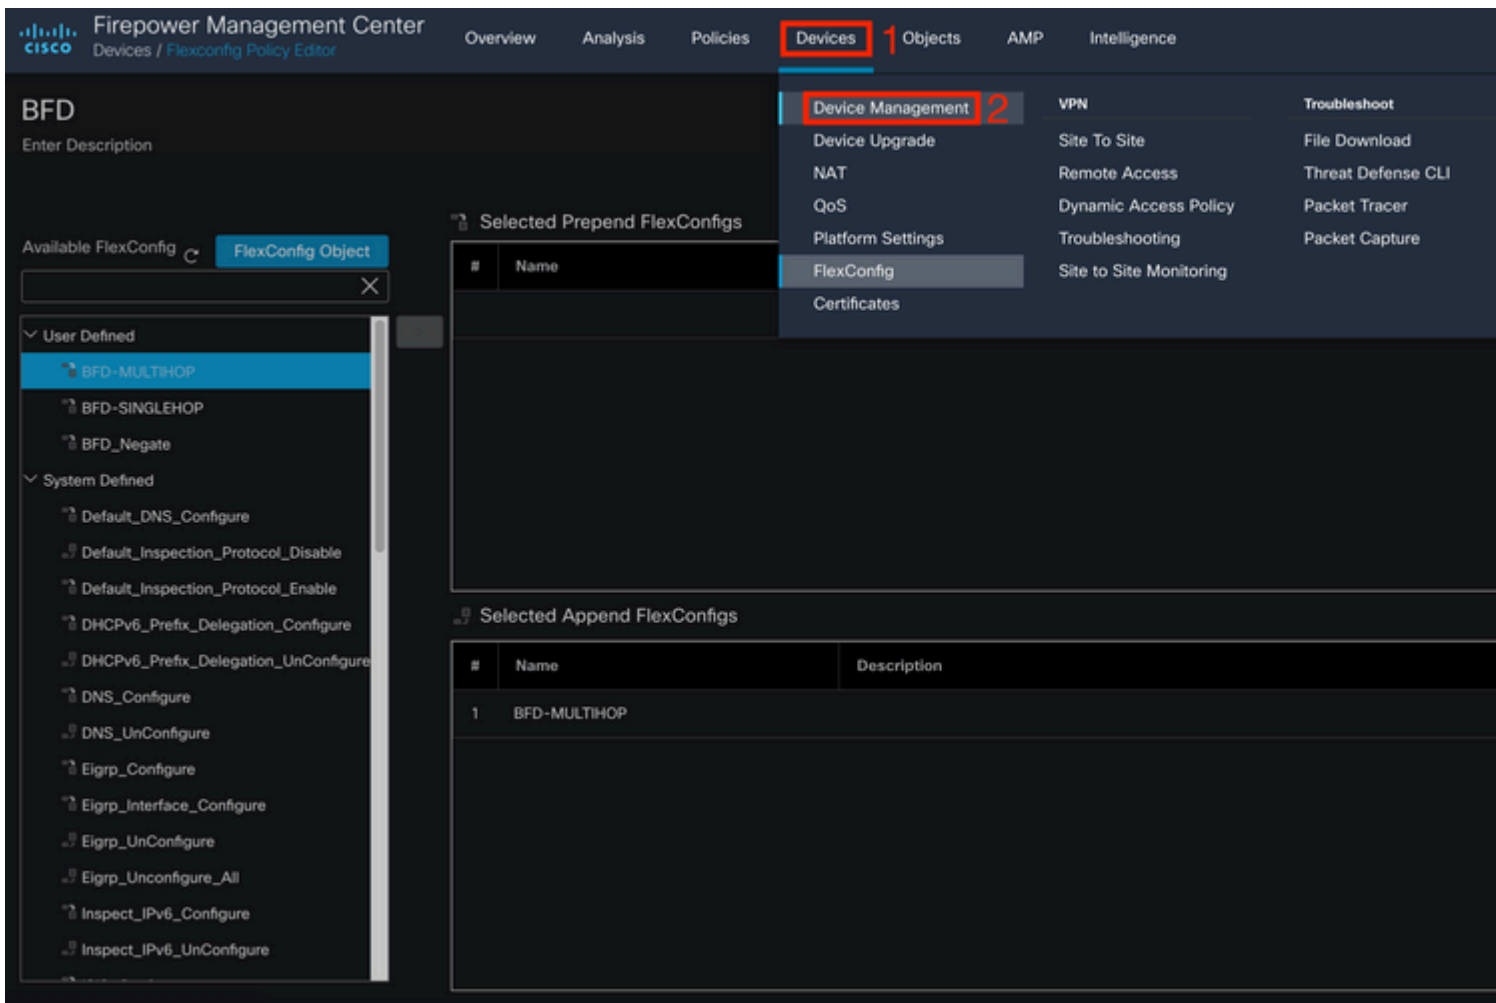 Firepower Management Center
CISCO
Devices / Flexconfig Policy Editor
Overview
Analysis
Policies
Devices
1
Objects
AMP
Intelligence
BFD
Enter Description
Device Management
2
Device Upgrade
NAT
QoS
Platform Settings
FlexConfig
Certificates
VPN
Site To Site
Remote Access
Dynamic Access Policy
Troubleshooting
Site to Site Monitoring
Troubleshoot
File Download
Threat Defense CLI
Packet Tracer
Packet Capture
Available FlexConfig
FlexConfig Object
User Defined
BFD-MULTIHOP
BFD-SINGLEHOP
BFD_Negate
System Defined
Default_DNS_Configure
Default_Inspection_Protocol_Disable
Default_Inspection_Protocol_Enable
DHCPv6_Prefix_Delegation_Configure
DHCPv6_Prefix_Delegation_UnConfigure
DNS_Configure
DNS_UnConfigure
Eigrp_Configure
Eigrp_Interface_Configure
Eigrp_UnConfigure
Eigrp_Unconfigure_All
Inspect_IPv6_Configure
Inspect_IPv6_UnConfigure
Selected Prepend FlexConfigs
# Name
Selected Append FlexConfigs
# Name Description
1 BFD-MULTIHOP